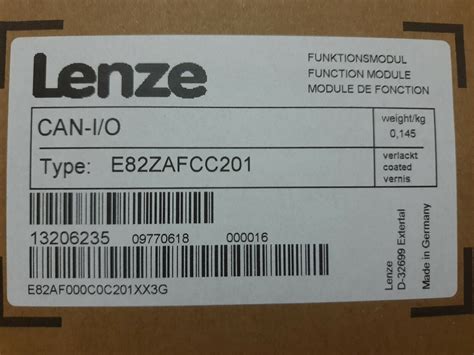 Lenze
FUNKTIONSMODUL
FUNCTION MODULE
MODULE DE FONCTION
CAN-I/O
weight/kg
0,145
Type: E82ZAFCC201
verlackt
coated
vernis
13206235 09770618 000016
E82AF000C0C201XX3G
Lenze
D-32699 Extertal
Made in Germany